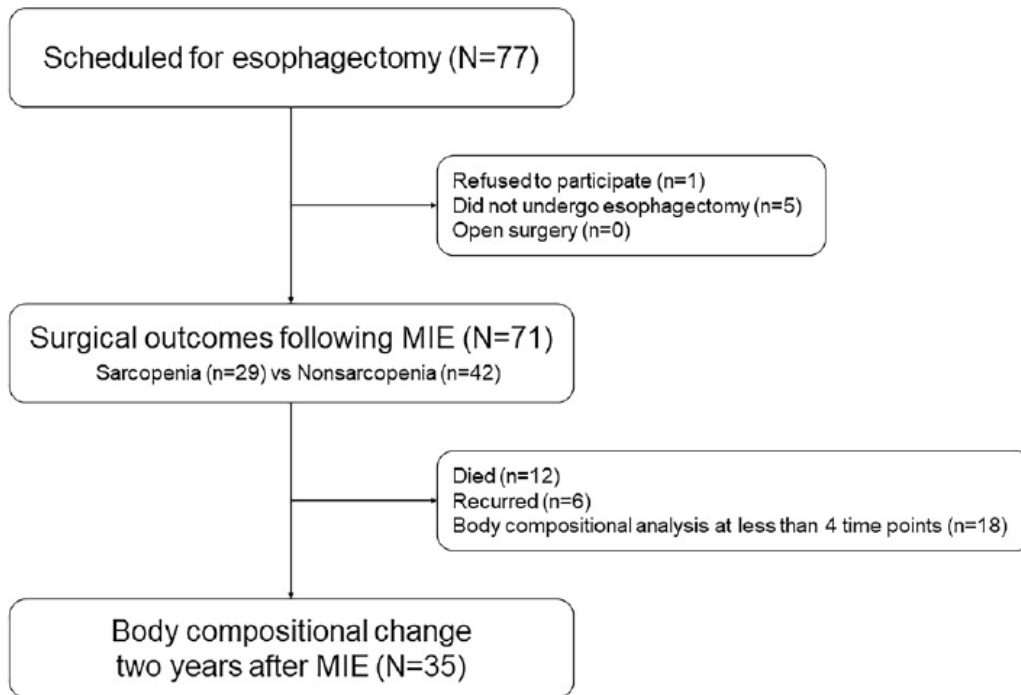 Scheduled for esophagectomy (N=77)
Refused to participate (n=1)
Did not undergo esophagectomy (n=5)
Open surgery (n=0)
Surgical outcomes following MIE (N=71)
Sarcopenia (n=29) vs Nonsarcopenia (n=42)
Died (n=12)
Recurred (n=6)
Body compositional analysis at less than 4 time points (n=18)
Body compositional change
two years after MIE (N=35)